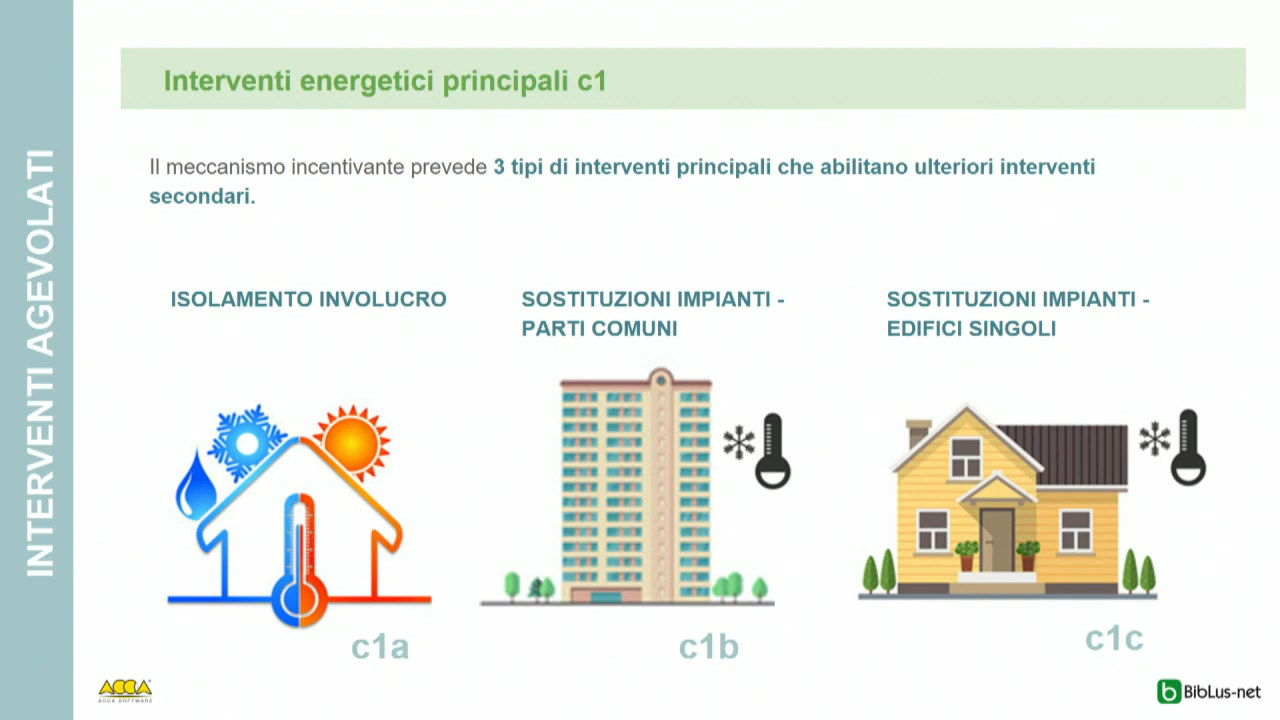 INTERVENTI AGEVOLATI
Interventi energetici principali c1
Il meccanismo incentivante prevede 3 tipi di interventi principali che abilitano ulteriori interventi
secondari.
ISOLAMENTO INVOLUCRO
SOSTITUZIONI IMPIANTI -
PARTI COMUNI
SOSTITUZIONI IMPIANTI -
EDIFICI SINGOLI
c1a
c1b
c1c
ACCA
ACCA SOFTWARE
b BibLus-net